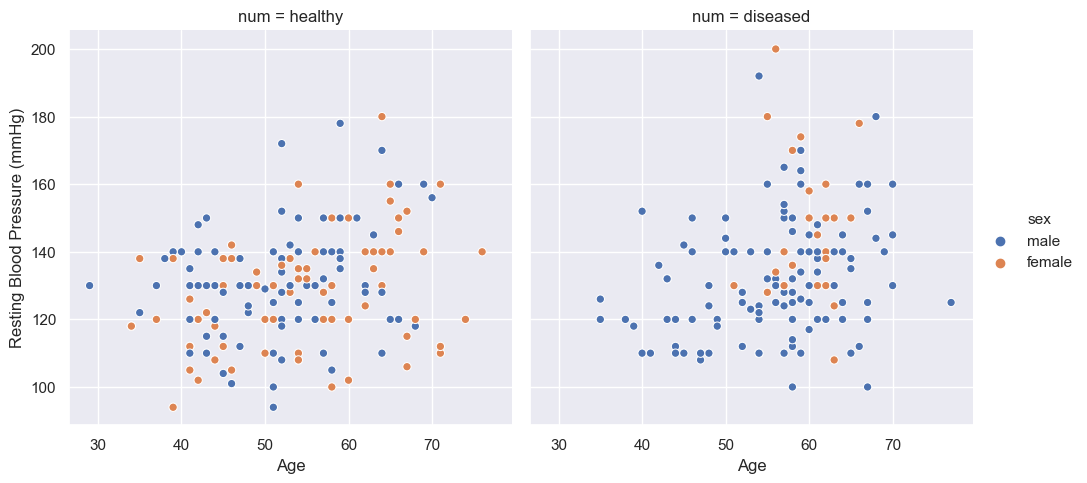 num = healthy
num = diseased
Resting Blood Pressure (mmHg)
200
180
160
140
120
100
30 40 50 60 70
30 40 50 60 70
Age
Age
sex
male
female